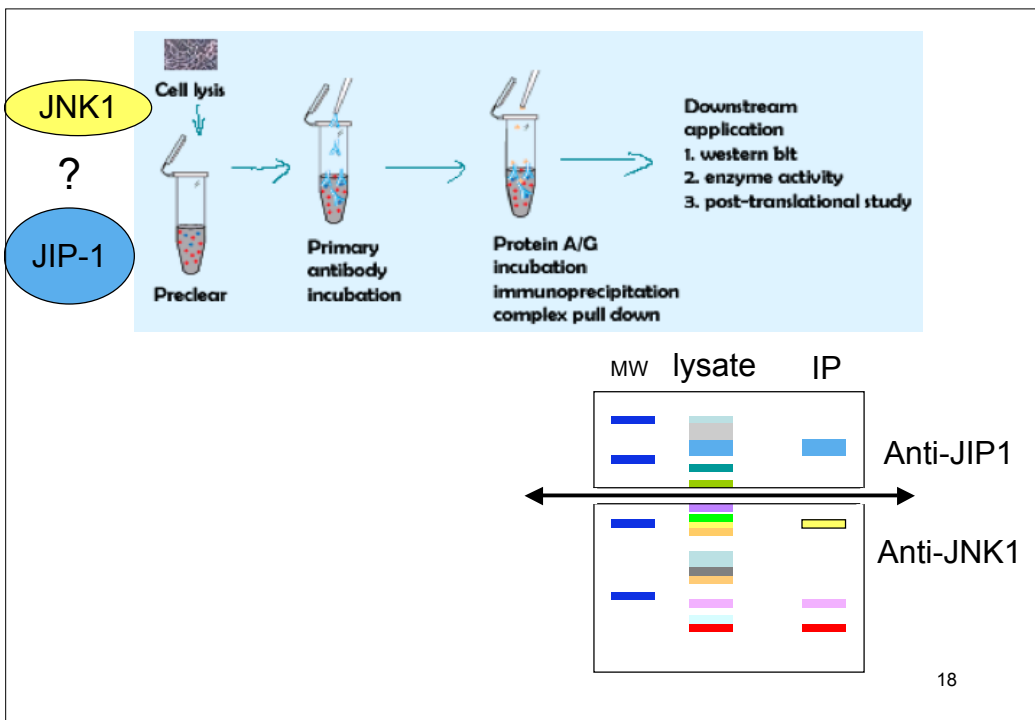 JNK1
?
JIP-1
Cell lysis
Preclear
Primary
antibody
incubation
Protein A/G
incubation
immunoprecipitation
complex pull down
Downstream
application
1. western blt
2. enzyme activity
3. post-translational study
MW lysate IP
Anti-JIP1
Anti-JNK1
18